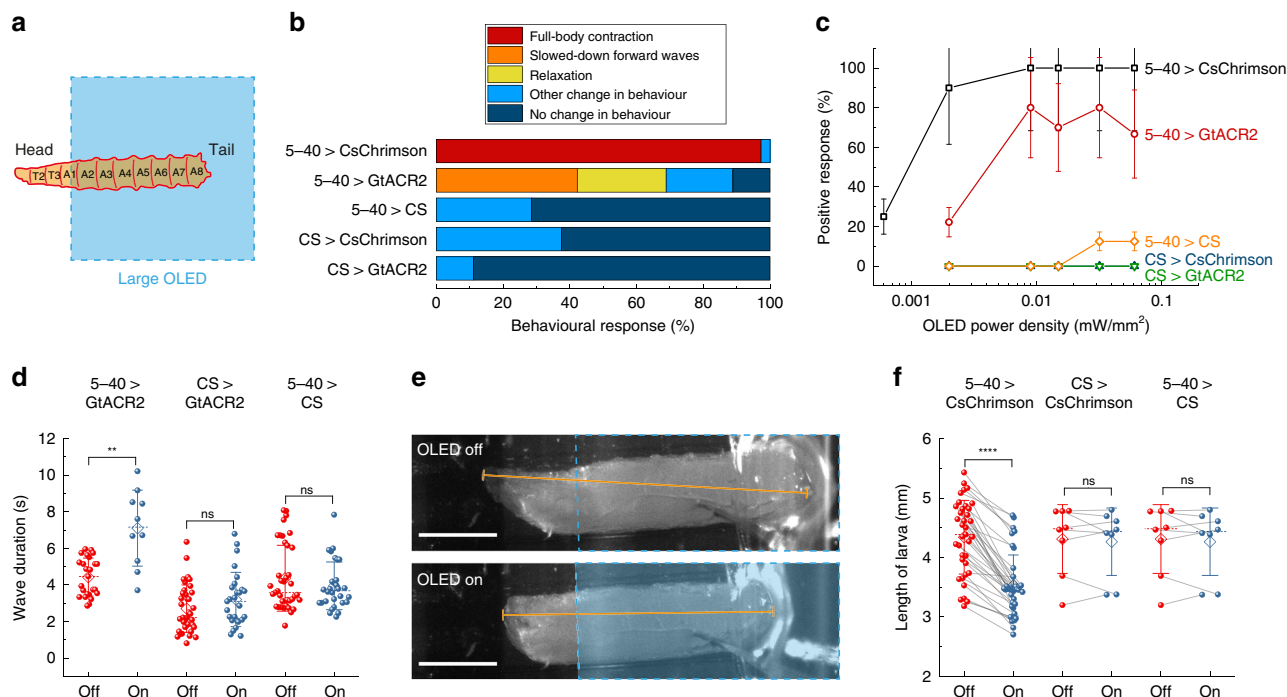 a
Head
Tail
T2 T3 A1 A2 A3 A4 A5 A6 A7 A8
Large OLED
b
Full-body contraction
Slowed-down forward waves
Relaxation
Other change in behaviour
No change in behaviour
5–40 > CsChrimson
5–40 > GtACR2
5–40 > CS
CS > CsChrimson
CS > GtACR2
0 20 40 60 80 100
Behavioural response (%)
c
Positive response (%)
100
80
60
40
20
0
5–40 > CsChrimson
5–40 > GtACR2
5–40 > CS
CS > CsChrimson
CS > GtACR2
0.001 0.01 0.1
OLED power density (mW/mm²)
d
5–40 >
GtACR2
CS >
GtACR2
5–40 >
CS
Wave duration (s)
12
10
8
6
4
2
0
**
ns
ns
Off On Off On Off On
e
OLED off
OLED on
f
5–40 >
CsChrimson
CS >
CsChrimson
5–40 >
CS
Length of larva (mm)
6
5
4
3
2
****
ns
ns
Off On Off On Off On